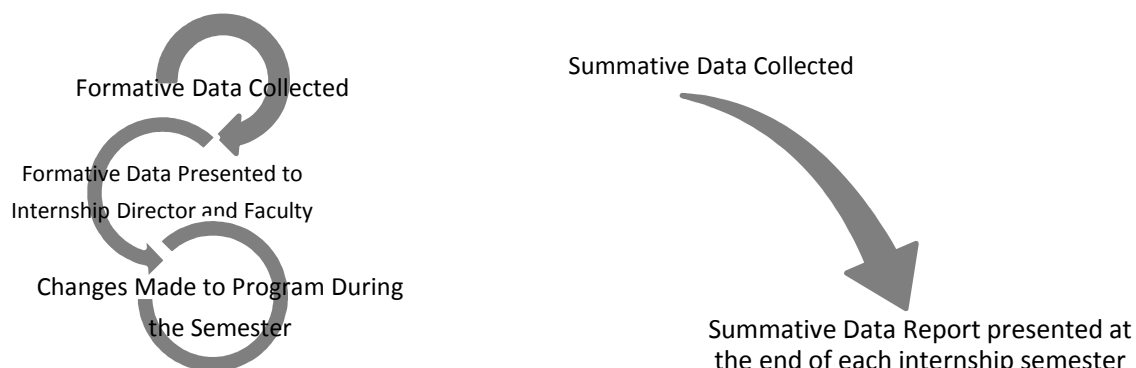 Formative Data Collected
Formative Data Presented to
Internship Director and Faculty
Changes Made to Program During
the Semester
Summative Data Collected
Summative Data Report presented at
the end of each internship semester